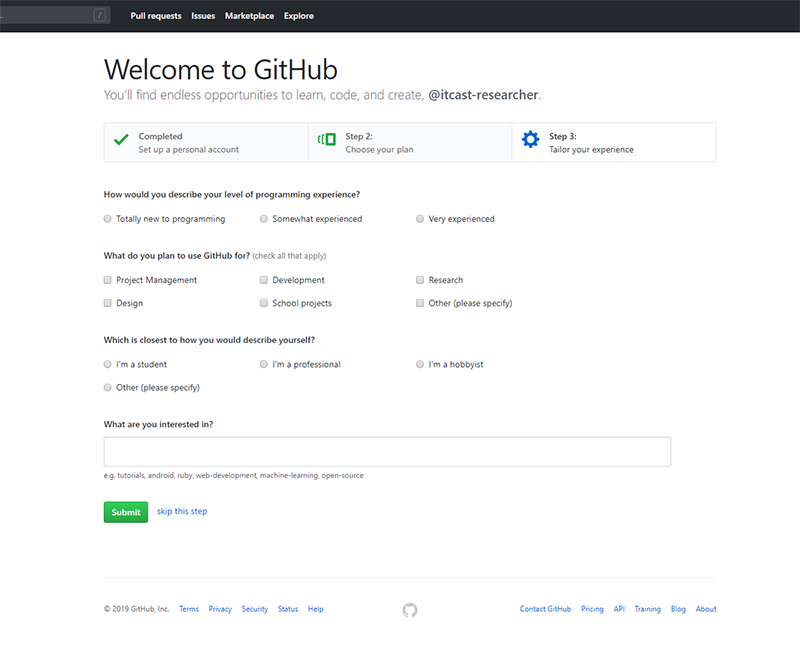 / Pull requests Issues Marketplace Explore
Welcome to GitHub
You'll find endless opportunities to learn, code, and create, @itcast-researcher.
Completed
Set up a personal account
Step 2:
Choose your plan
Step 3:
Tailor your experience
How would you describe your level of programming experience?
Totally new to programming Somewhat experienced Very experienced
What do you plan to use GitHub for? (check all that apply)
Project Management Development Research
Design School projects Other (please specify)
Which is closest to how you would describe yourself?
I'm a student I'm a professional I'm a hobbyist
Other (please specify)
What are you interested in?
e.g. tutorials, android, ruby, web-development, machine-learning, open-source
Submit skip this step
© 2019 GitHub, Inc. Terms Privacy Security Status Help Contact GitHub Pricing API Training Blog About